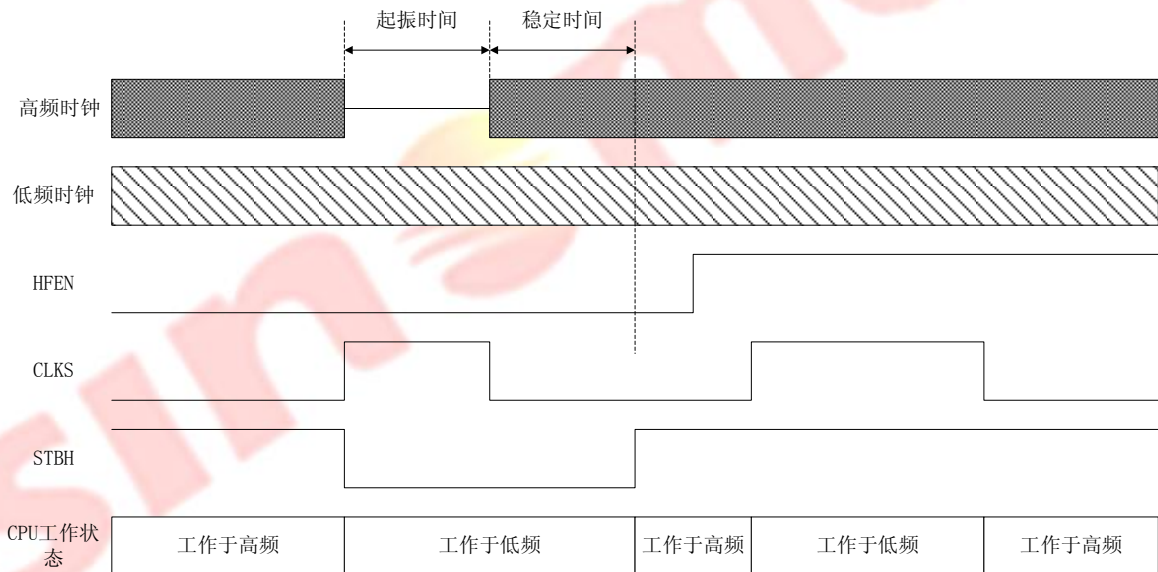 起振时间
稳定时间
高频时钟
低频时钟
HFEN
CLKS
STBH
CPU工作状
态
工作于高频
工作于低频
工作于高频
工作于低频
工作于高频